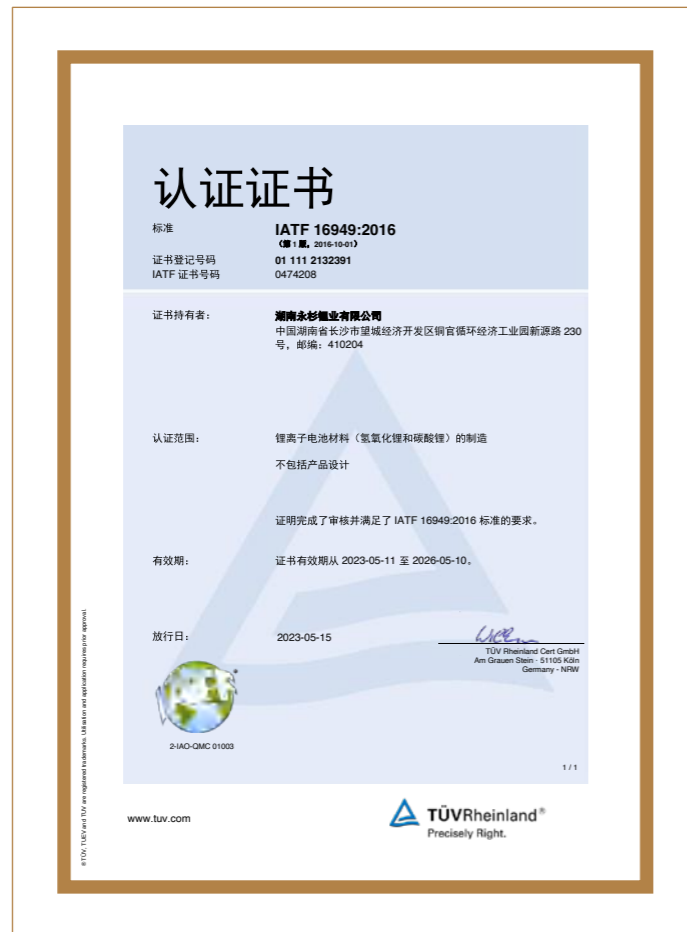 认证证书
标准 IATF 16949:2016
(第 1 版, 2016-10-01)
证书登记号码 01 111 2132391
IATF 证书号码 0474208
证书持有者: 湖南永杉锂业有限公司
中国湖南省长沙市望城经济开发区铜官循环经济工业园新源路 230
号，邮编：410204
认证范围: 锂离子电池材料（氢氧化锂和碳酸锂）的制造
不包括产品设计
证明完成了审核并满足了 IATF 16949:2016 标准的要求。
有效期: 证书有效期从 2023-05-11 至 2026-05-10。
放行日: 2023-05-15
TÜV Rheinland Cert GmbH
Am Grauen Stein · 51105 Köln
Germany - NRW
2-IAO-QMC 01003
1 / 1
® TÜV, TUEV and TUV are registered trademarks. Utilisation and application requires prior approval.
www.tuv.com
TÜVRheinland®
Precisely Right.